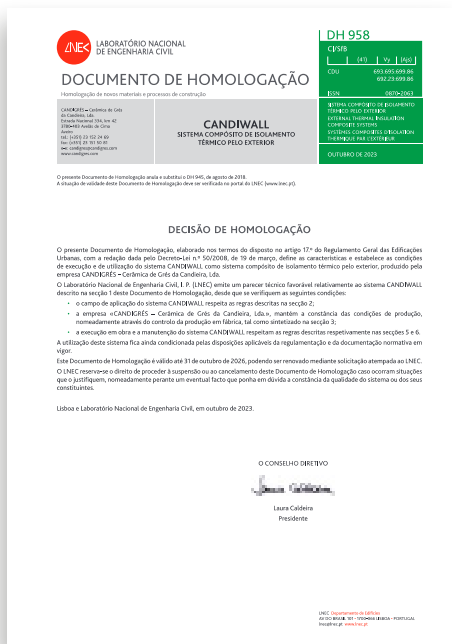 LNEC
LABORATÓRIO NACIONAL
DE ENGENHARIA CIVIL
DOCUMENTO DE HOMOLOGAÇÃO
Homologação de novos materiais e processos de construção
DH 958
CI/SfB
(41) Vy (Ajs)
CDU 693.695:699.86
692.23:699.86
ISSN 0870-2063
CANDIGRÉS – Cerâmica de Grés
da Candieira, Lda.
Estrada Nacional 334, km 42
3780-483 Avelãs de Cima
Aveiro
tel.: (+351) 23 152 24 69
fax: (+351) 23 151 50 83
e-e: candigres@candigres.com
www.candigres.com
CANDIWALL
SISTEMA COMPÓSITO DE ISOLAMENTO
TÉRMICO PELO EXTERIOR
SISTEMA COMPÓSITO DE ISOLAMENTO
TÉRMICO PELO EXTERIOR
EXTERNAL THERMAL INSULATION
COMPOSITE SYSTEMS
SYSTÈMES COMPOSITES D'ISOLATION
THERMIQUE PAR L'EXTÉRIEUR
OUTUBRO DE 2023
O presente Documento de Homologação anula e substitui o DH 945, de agosto de 2018.
A situação de validade deste Documento de Homologação deve ser verificada no portal do LNEC (www.lnec.pt).
DECISÃO DE HOMOLOGAÇÃO
O presente Documento de Homologação, elaborado nos termos do disposto no artigo 17.º do Regulamento Geral das Edificações
Urbanas, com a redação dada pelo Decreto-Lei n.º 50/2008, de 19 de março, define as características e estabelece as condições
de execução e de utilização do sistema CANDIWALL como sistema compósito de isolamento térmico pelo exterior, produzido pela
empresa CANDIGRÉS – Cerâmica de Grés da Candieira, Lda.
O Laboratório Nacional de Engenharia Civil, I. P. (LNEC) emite um parecer técnico favorável relativamente ao sistema CANDIWALL
descrito na secção 1 deste Documento de Homologação, desde que se verifiquem as seguintes condições:
• o campo de aplicação do sistema CANDIWALL respeita as regras descritas na secção 2;
• a empresa «CANDIGRÉS – Cerâmica de Grés da Candieira, Lda.», mantém a constância das condições de produção,
nomeadamente através do controlo da produção em fábrica, tal como sintetizado na secção 3;
• a execução em obra e a manutenção do sistema CANDIWALL respeitam as regras descritas respetivamente nas secções 5 e 6.
A utilização deste sistema fica ainda condicionada pelas disposições aplicáveis da regulamentação e da documentação normativa em
vigor.
Este Documento de Homologação é válido até 31 de outubro de 2026, podendo ser renovado mediante solicitação atempada ao LNEC.
O LNEC reserva-se o direito de proceder à suspensão ou ao cancelamento deste Documento de Homologação caso ocorram situações
que o justifiquem, nomeadamente perante um eventual facto que ponha em dúvida a constância da qualidade do sistema ou dos seus
constituintes.
Lisboa e Laboratório Nacional de Engenharia Civil, em outubro de 2023.
O CONSELHO DIRETIVO
Laura Caldeira
Presidente
LNEC Departamento de Edifícios
AV DO BRASIL 101 • 1700-066 LISBOA • PORTUGAL
lnec@lnec.pt www.lnec.pt